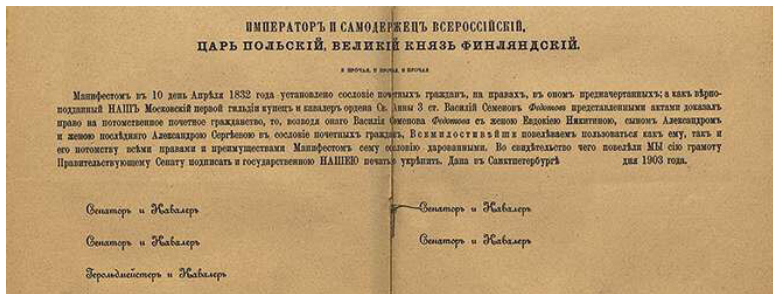 ИМПЕРАТОРЪ И САМОДЕРЖЕЦЪ ВСЕРОССІЙСКІЙ,
ЦАРЬ ПОЛЬСКІЙ, ВЕЛИКІЙ КНЯЗЬ ФИНЛЯНДСКІЙ.
И ПРОЧАЯ, И ПРОЧАЯ, И ПРОЧАЯ
Манифестомъ въ 10 день Апрѣля 1832 года установлено сословіе почетныхъ гражданъ, на правахъ, въ ономъ предначертанныхъ; а какъ вѣрно-
подданный НАШЪ Московскій первой гильдіи купецъ и кавалеръ ордена Св. Анны 3 ст. Василій Семеновъ Федотовъ представленными актами доказалъ
право на потомственное почетное гражданство, то, возводя онаго Василія Семенова Федотова съ женою Евдокіею Никитиною, сыномъ Александромъ
и женою послѣдняго Александрою Сергѣевою въ сословіе почетныхъ гражданъ, Всемилостивѣйше повелѣваемъ пользоваться какъ ему, такъ и
его потомству всѣми правами и преимуществами Манифестомъ сему сословію дарованными. Во свидѣтельство чего повелѣли МЫ сію грамоту
Правительствующему Сенату подписать и государственною НАШЕЮ печатью укрѣпить. Дана въ Санктпетербургѣ дня 1903 года.
Сенаторъ и Кавалеръ Сенаторъ и Кавалеръ
Сенаторъ и Кавалеръ Сенаторъ и Кавалеръ
Герольдмейстеръ и Кавалеръ